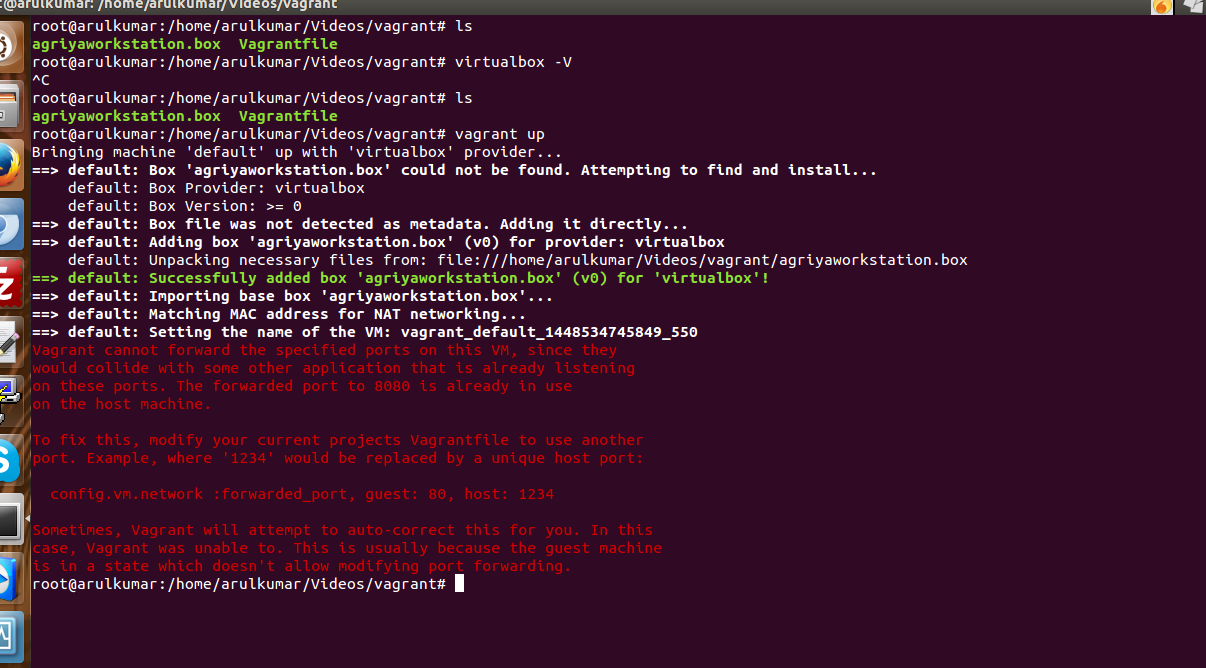 t@arulkumar: /home/arulkumar/Videos/vagrant
root@arulkumar:/home/arulkumar/Videos/vagrant# ls
agriyaworkstation.box  Vagrantfile
root@arulkumar:/home/arulkumar/Videos/vagrant# virtualbox -V
^C
root@arulkumar:/home/arulkumar/Videos/vagrant# ls
agriyaworkstation.box  Vagrantfile
root@arulkumar:/home/arulkumar/Videos/vagrant# vagrant up
Bringing machine 'default' up with 'virtualbox' provider...
==> default: Box 'agriyaworkstation.box' could not be found. Attempting to find and install...
    default: Box Provider: virtualbox
    default: Box Version: >= 0
==> default: Box file was not detected as metadata. Adding it directly...
==> default: Adding box 'agriyaworkstation.box' (v0) for provider: virtualbox
    default: Unpacking necessary files from: file:///home/arulkumar/Videos/vagrant/agriyaworkstation.box
==> default: Successfully added box 'agriyaworkstation.box' (v0) for 'virtualbox'!
==> default: Importing base box 'agriyaworkstation.box'...
==> default: Matching MAC address for NAT networking...
==> default: Setting the name of the VM: vagrant_default_1448534745849_550
Vagrant cannot forward the specified ports on this VM, since they
would collide with some other application that is already listening
on these ports. The forwarded port to 8080 is already in use
on the host machine.
To fix this, modify your current projects Vagrantfile to use another
port. Example, where '1234' would be replaced by a unique host port:
  config.vm.network :forwarded_port, guest: 80, host: 1234
Sometimes, Vagrant will attempt to auto-correct this for you. In this
case, Vagrant was unable to. This is usually because the guest machine
is in a state which doesn't allow modifying port forwarding.
root@arulkumar:/home/arulkumar/Videos/vagrant#